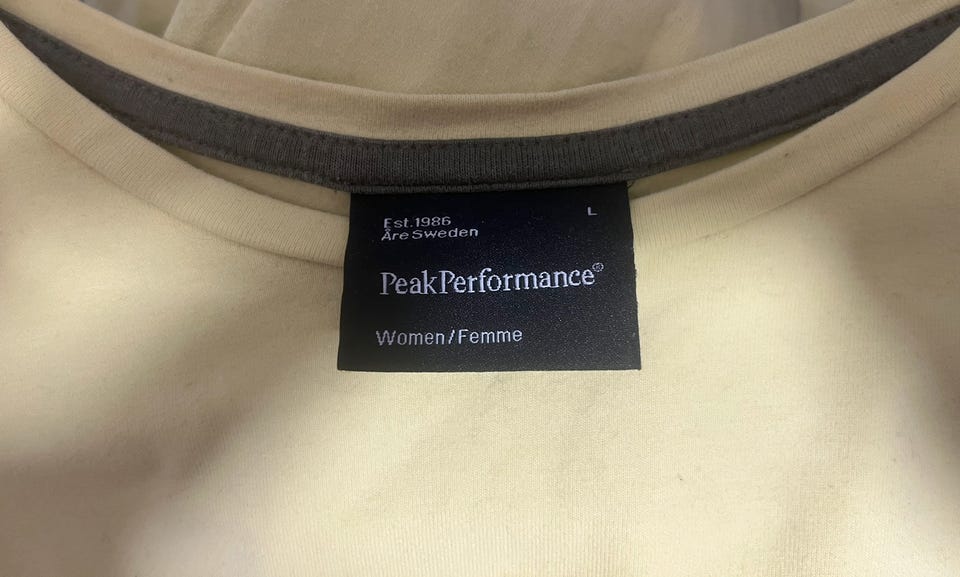 Est.1986
Åre Sweden
L
PeakPerformance®
Women/Femme